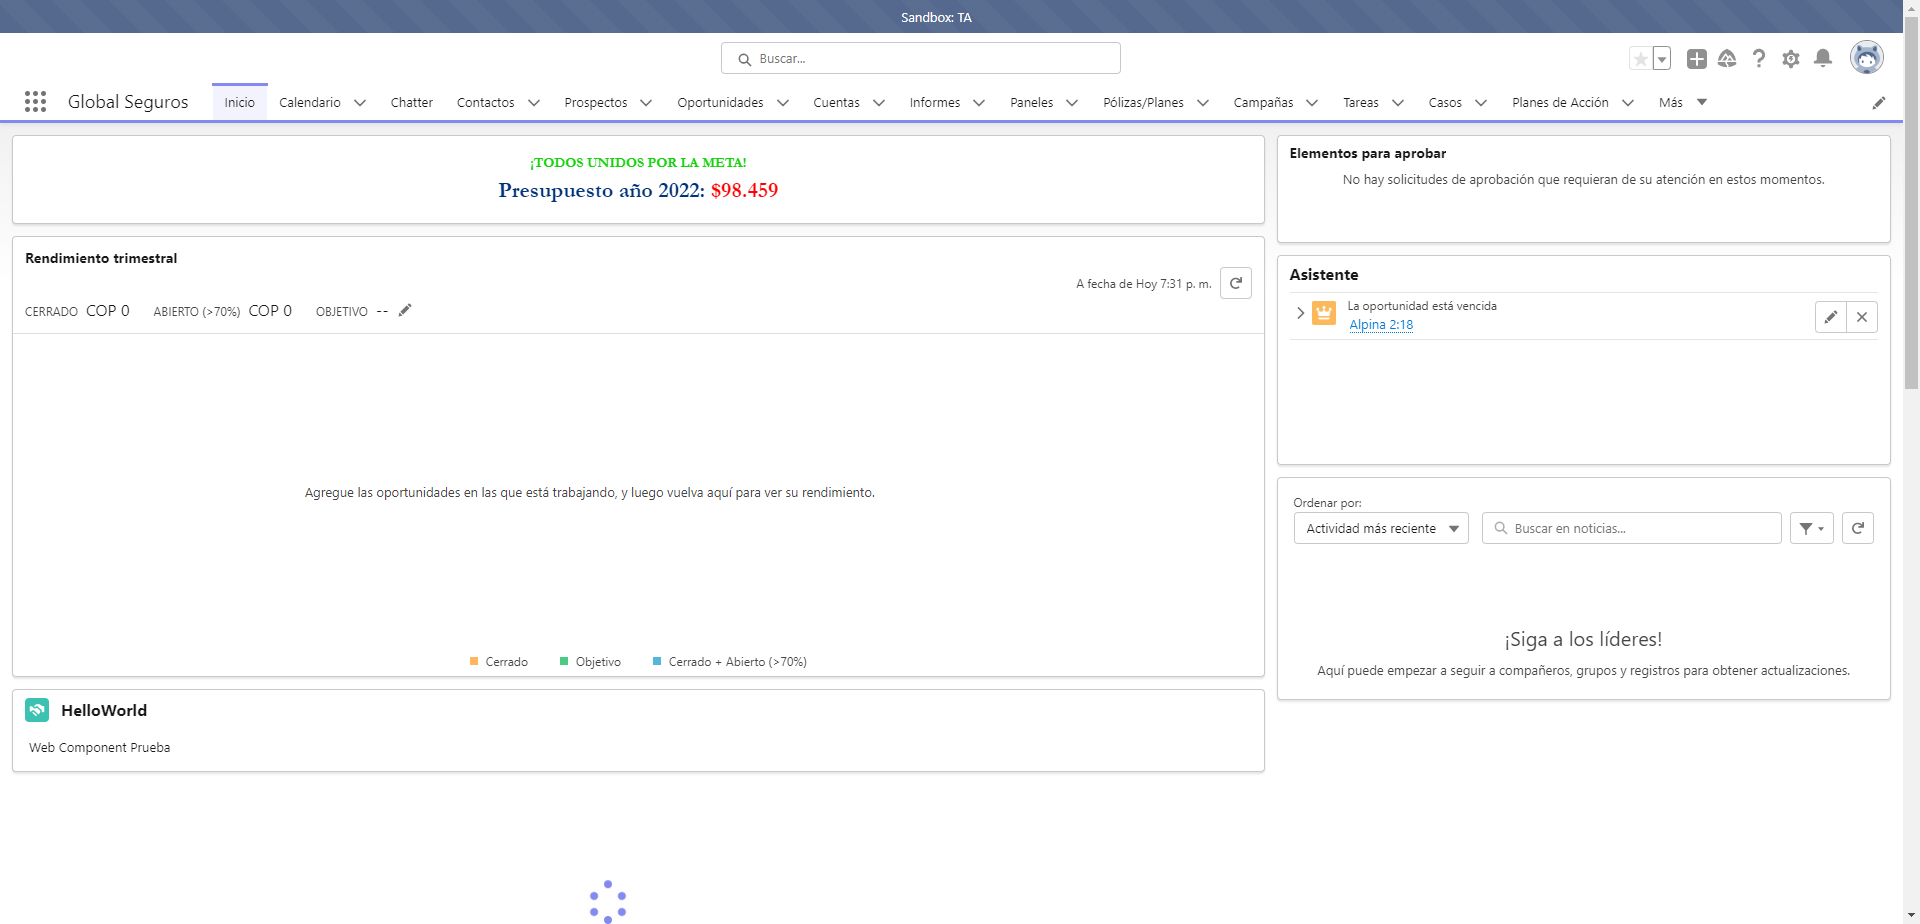 Sandbox: TA
Buscar...
Global Seguros
Inicio
Calendario
Chatter
Contactos
Prospectos
Oportunidades
Cuentas
Informes
Paneles
Pólizas/Planes
Campañas
Tareas
Casos
Planes de Acción
Más
¡TODOS UNIDOS POR LA META!
Presupuesto año 2022: $98.459
Rendimiento trimestral
A fecha de Hoy 7:31 p. m.
CERRADO COP 0 ABIERTO (>70%) COP 0 OBJETIVO --
Agregue las oportunidades en las que está trabajando, y luego vuelva aquí para ver su rendimiento.
Cerrado
Objetivo
Cerrado + Abierto (>70%)
HelloWorld
Web Component Prueba
Elementos para aprobar
No hay solicitudes de aprobación que requieran de su atención en estos momentos.
Asistente
La oportunidad está vencida
Alpina 2:18
Ordenar por:
Actividad más reciente
Buscar en noticias...
¡Siga a los líderes!
Aquí puede empezar a seguir a compañeros, grupos y registros para obtener actualizaciones.